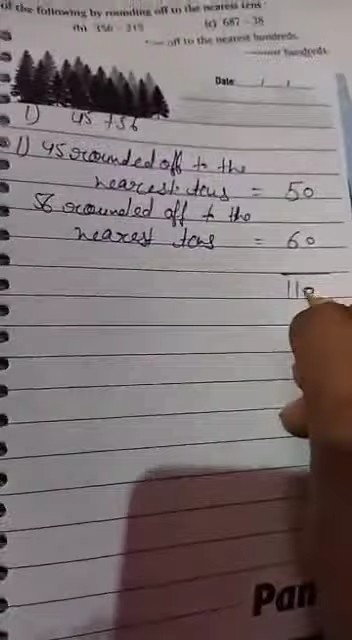 of the following by rounding off to the nearest tens
(b) 356 - 215 (c) 687 - 38
off to the nearest hundreds.
hundreds
Date: / /
1) 45 + 56
1) 45 rounded off to the
nearest tens = 50
56 rounded off to the
nearest tens = 60
110
Pan